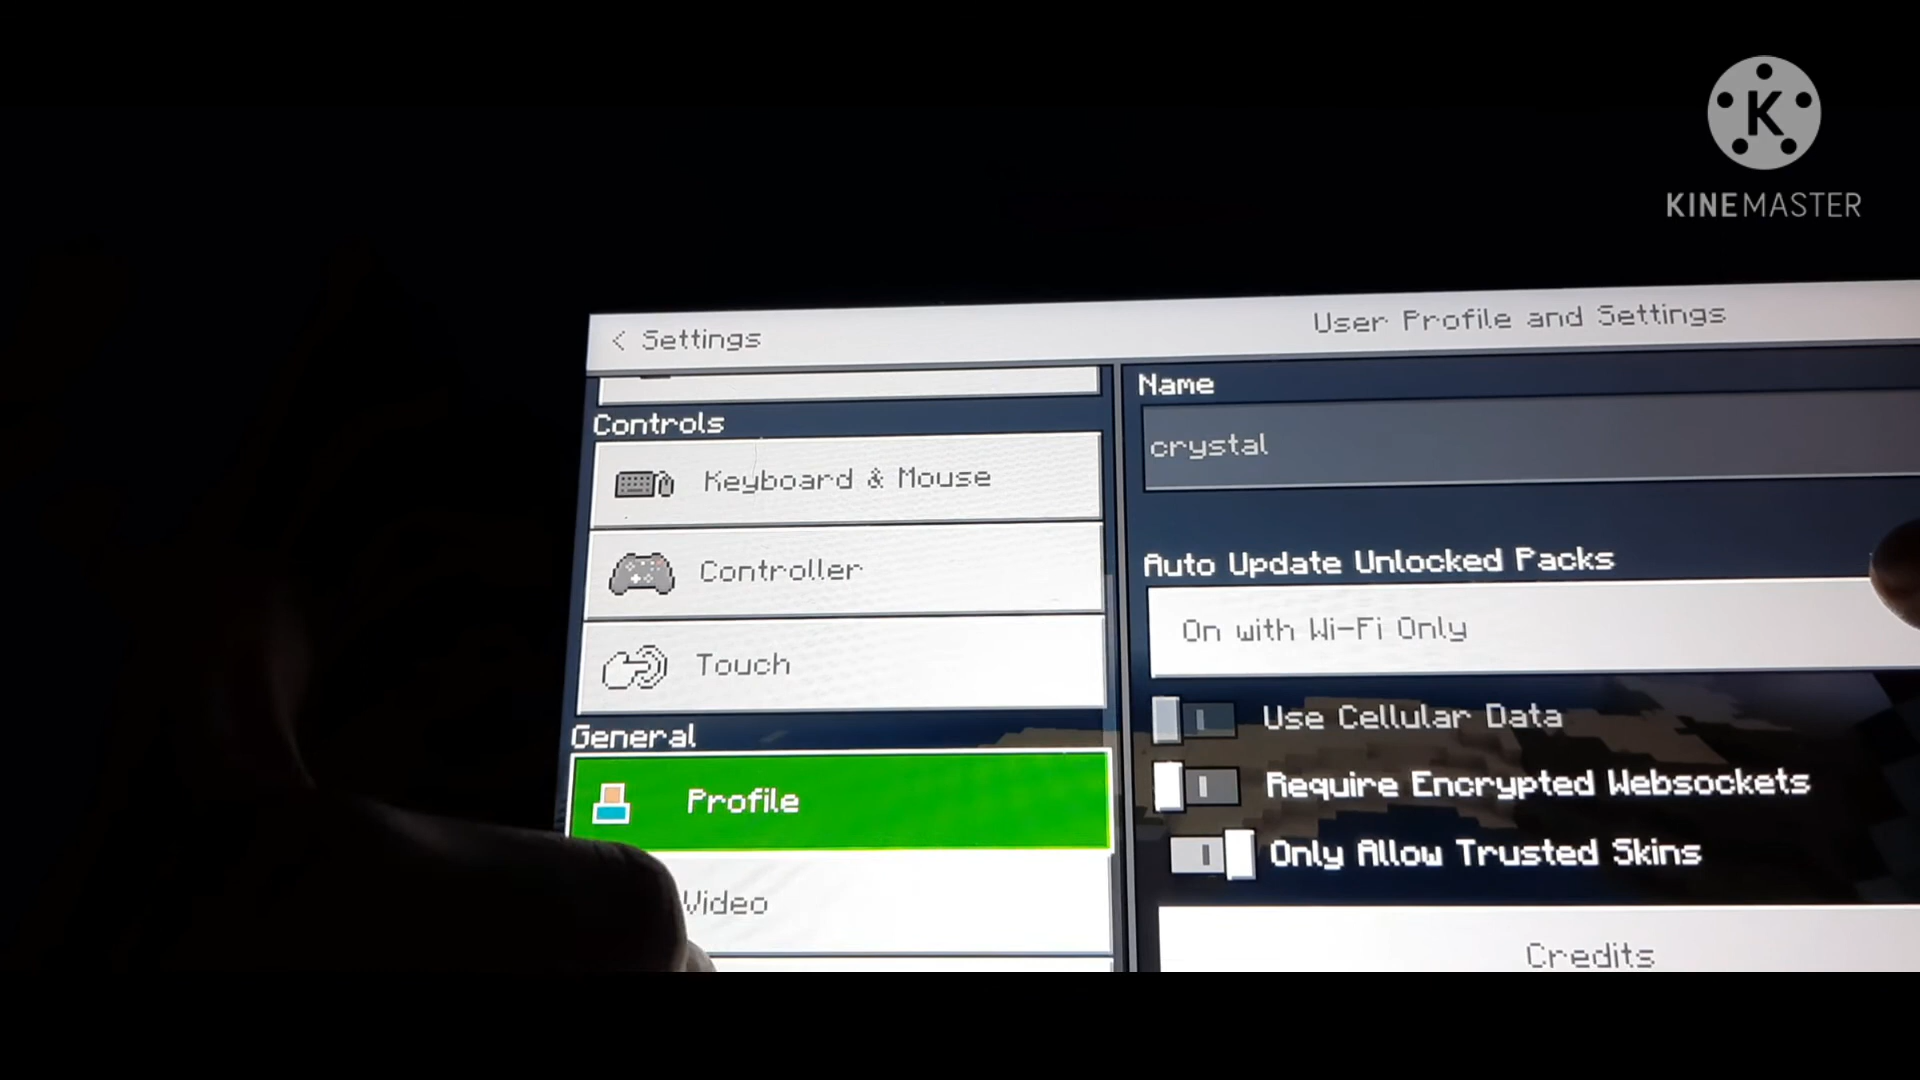 K
KINEMASTER
< Settings
User Profile and Settings
Controls
Keyboard & Mouse
Controller
Touch
General
Profile
Video
Name
crystal
Auto Update Unlocked Packs
On with Wi-Fi Only
Use Cellular Data
Require Encrypted Websockets
Only Allow Trusted Skins
Credits